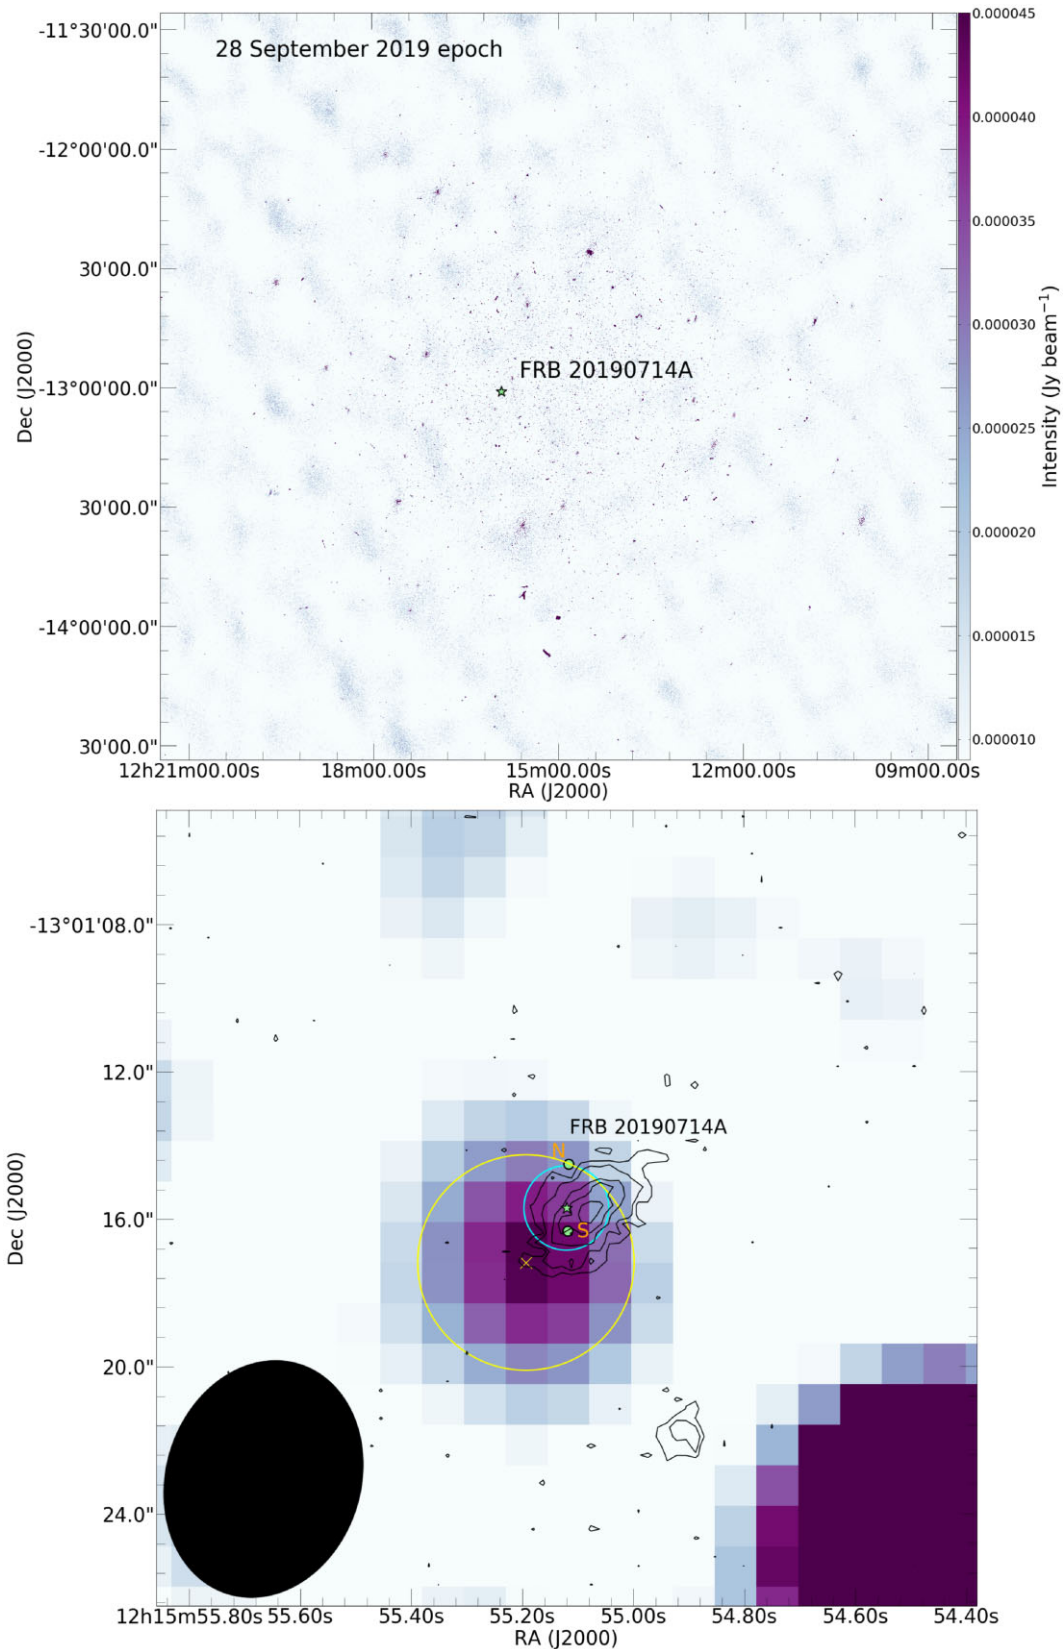 28 September 2019 epoch
-11°30'00.0"
-12°00'00.0"
30'00.0"
-13°00'00.0"
30'00.0"
-14°00'00.0"
30'00.0"
Dec (J2000)
FRB 20190714A
12h21m00.00s
18m00.00s
15m00.00s
12m00.00s
09m00.00s
RA (J2000)
0.000045
0.000040
0.000035
0.000030
0.000025
0.000020
0.000015
0.000010
Intensity (Jy beam−1)
-13°01'08.0"
12.0"
16.0"
20.0"
24.0"
Dec (J2000)
FRB 20190714A
N
S
12h15m55.80s
55.60s
55.40s
55.20s
55.00s
54.80s
54.60s
54.40s
RA (J2000)